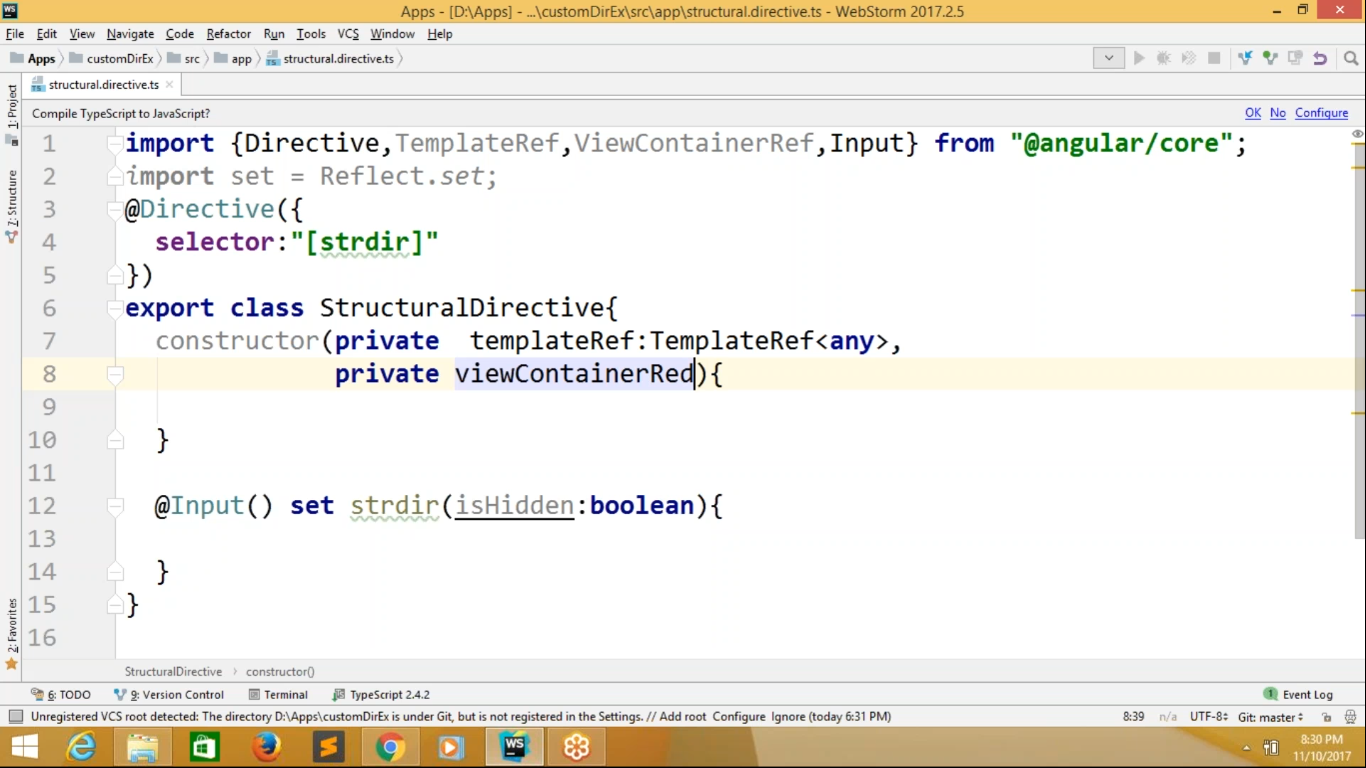 WS
Apps - [D:\Apps] - ...\customDirEx\src\app\structural.directive.ts - WebStorm 2017.2.5
File Edit View Navigate Code Refactor Run Tools VCS Window Help
Apps customDirEx src app structural.directive.ts
structural.directive.ts
1: Project
7: Structure
2: Favorites
Compile TypeScript to JavaScript? OK No Configure
1 import {Directive,TemplateRef,ViewContainerRef,Input} from "@angular/core";
2 import set = Reflect.set;
3 @Directive({
4 selector:"[strdir]"
5 })
6 export class StructuralDirective{
7 constructor(private templateRef:TemplateRef<any>,
8 private viewContainerRed){
9
10 }
11
12 @Input() set strdir(isHidden:boolean){
13
14 }
15 }
16
StructuralDirective constructor()
6: TODO 9: Version Control Terminal TypeScript 2.4.2 1 Event Log
Unregistered VCS root detected: The directory D:\Apps\customDirEx is under Git, but is not registered in the Settings. // Add root Configure Ignore (today 6:31 PM) 8:39 n/a UTF-8 Git: master
WS
8:30 PM
11/10/2017